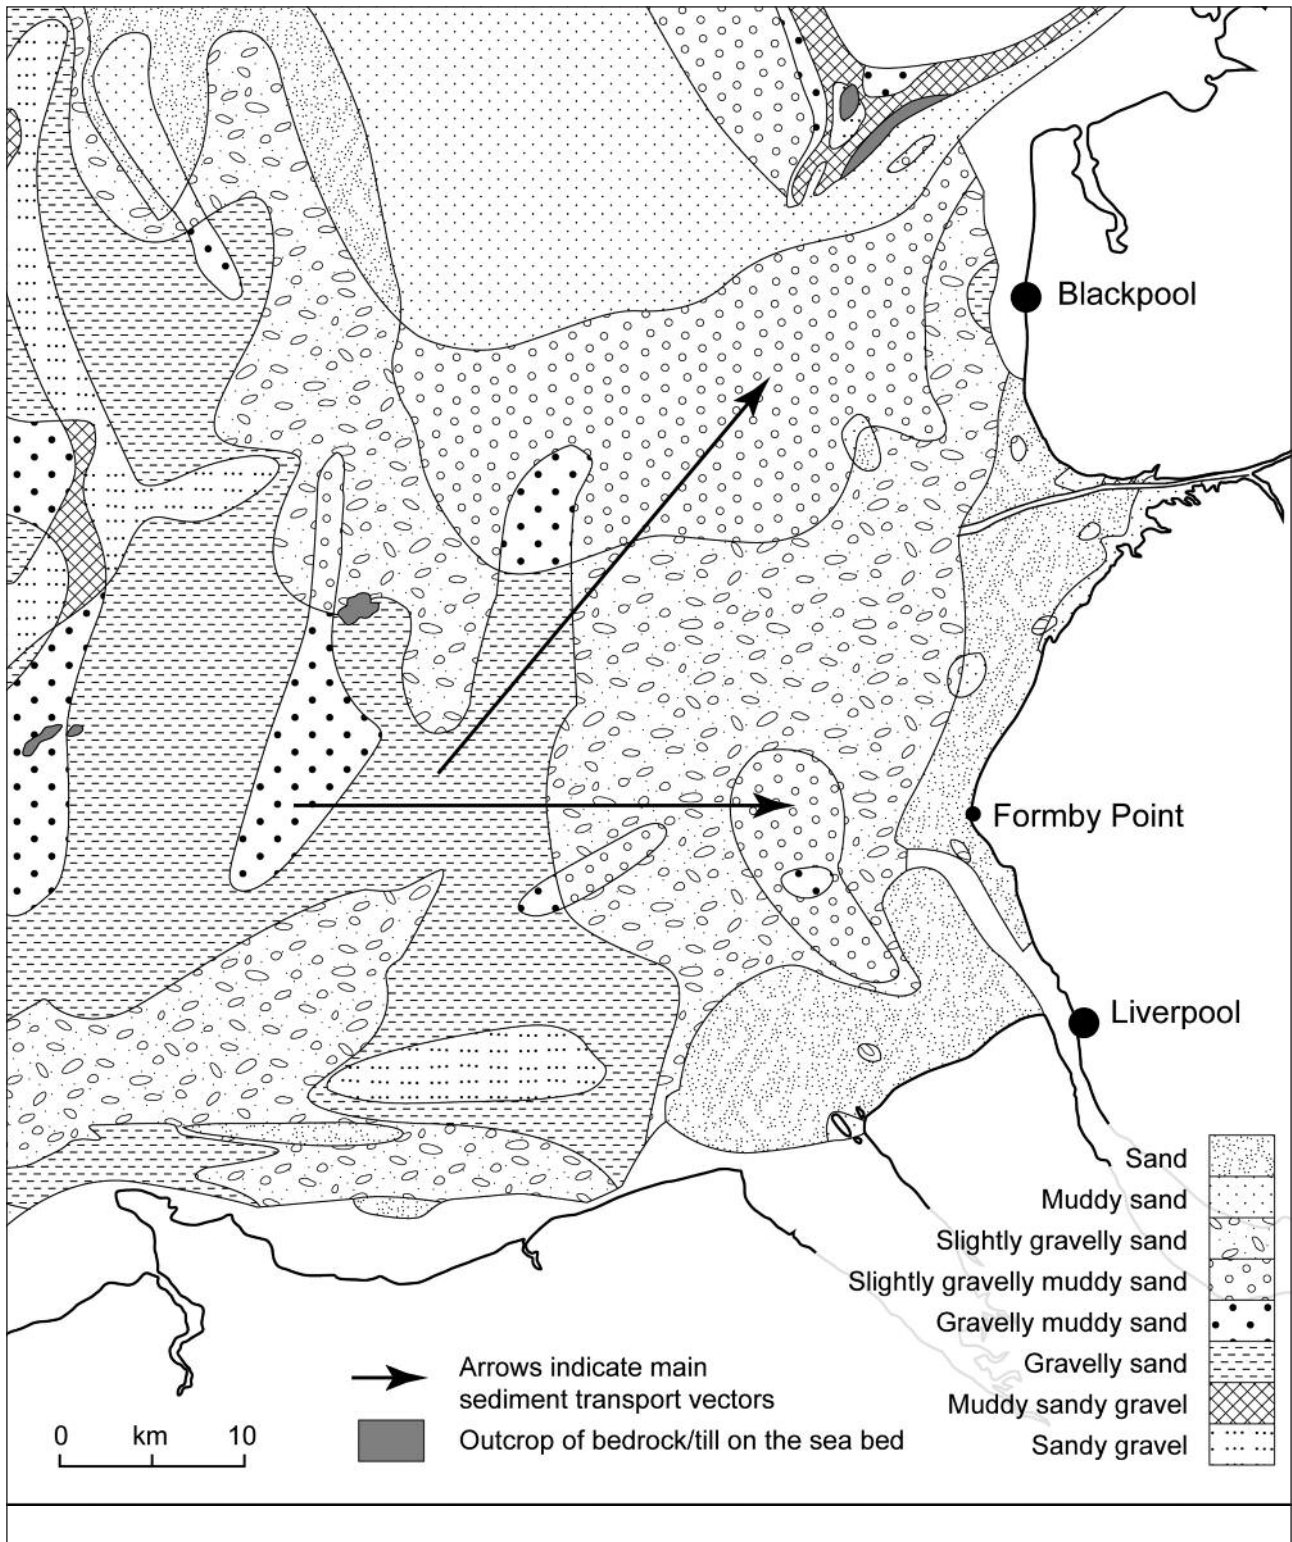 Blackpool
Formby Point
Liverpool
Sand
Muddy sand
Slightly gravelly sand
Slightly gravelly muddy sand
Gravelly muddy sand
Gravelly sand
Muddy sandy gravel
Sandy gravel
Arrows indicate main
sediment transport vectors
Outcrop of bedrock/till on the sea bed
0 km 10